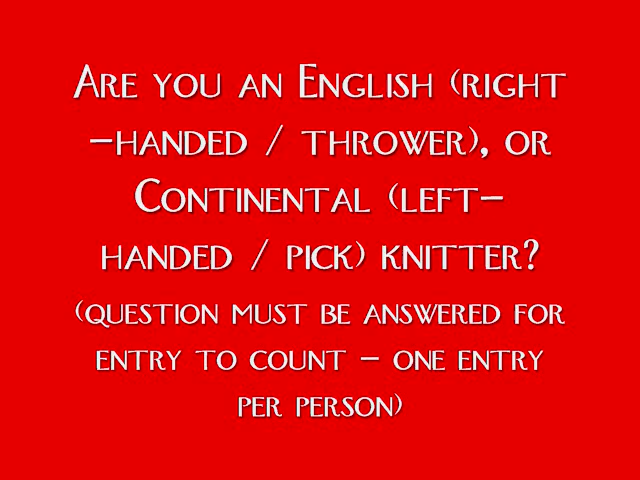 Are you an English (right
-handed / thrower), or
Continental (left-
handed / pick) knitter?
(question must be answered for
entry to count - one entry
per person)